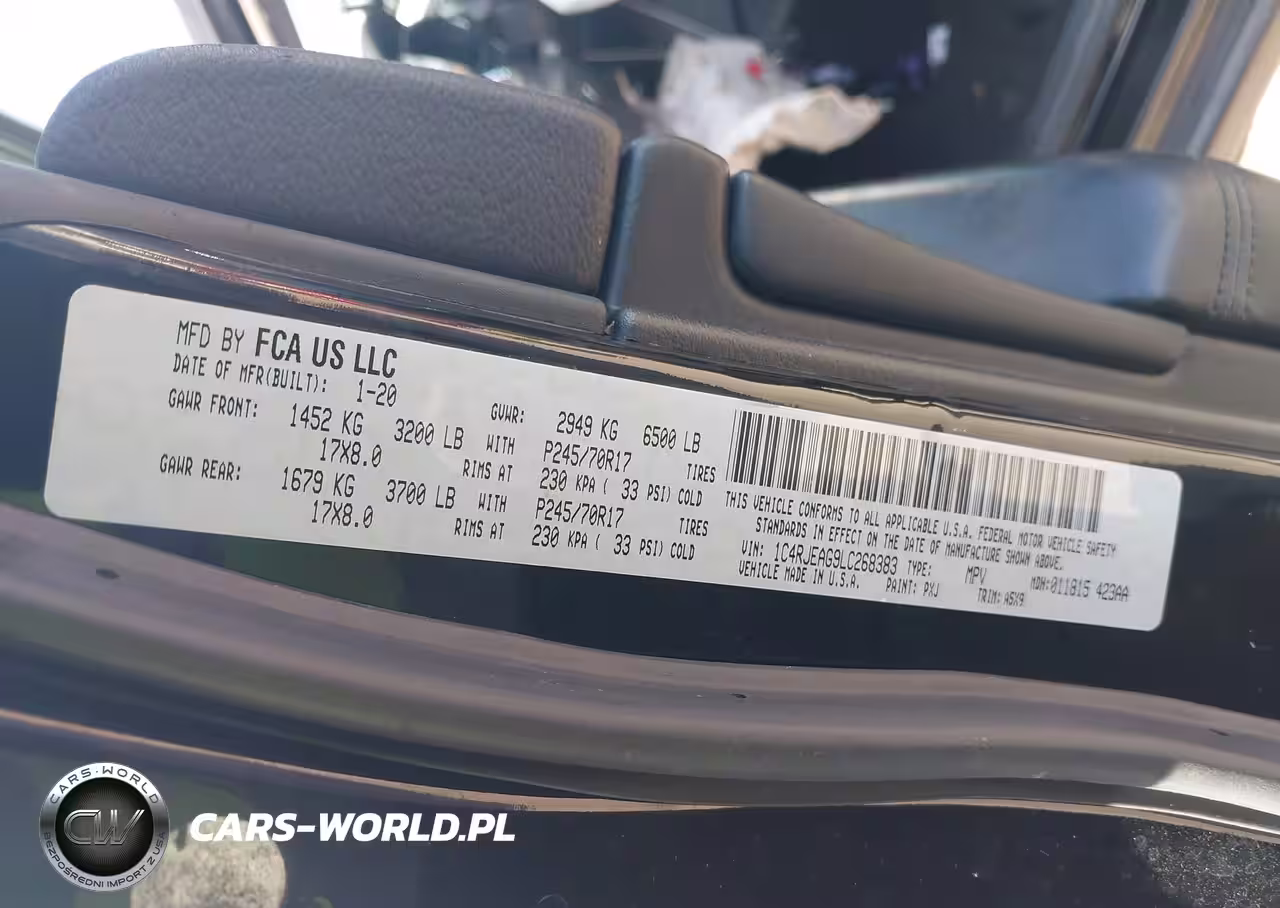 MFD BY FCA US LLC
DATE OF MFR(BUILT): 1-20
GAWR FRONT: 1452 KG 3200 LB WITH
17X8.0 RIMS AT
GAWR REAR: 1679 KG 3700 LB WITH
17X8.0 RIMS AT
GVWR: 2949 KG 6500 LB
P245/70R17 TIRES
230 KPA ( 33 PSI) COLD
P245/70R17 TIRES
230 KPA ( 33 PSI) COLD
THIS VEHICLE CONFORMS TO ALL APPLICABLE U.S.A. FEDERAL MOTOR VEHICLE SAFETY
STANDARDS IN EFFECT ON THE DATE OF MANUFACTURE SHOWN ABOVE.
VIN: 1C4RJEAG9LC268383 TYPE: MPV MDH:011815 423AA
VEHICLE MADE IN U.S.A. PAINT: PXJ TRIM: A5X9
CARS-WORLD
CW
BEZPOŚREDNI IMPORT Z USA
CARS-WORLD.PL